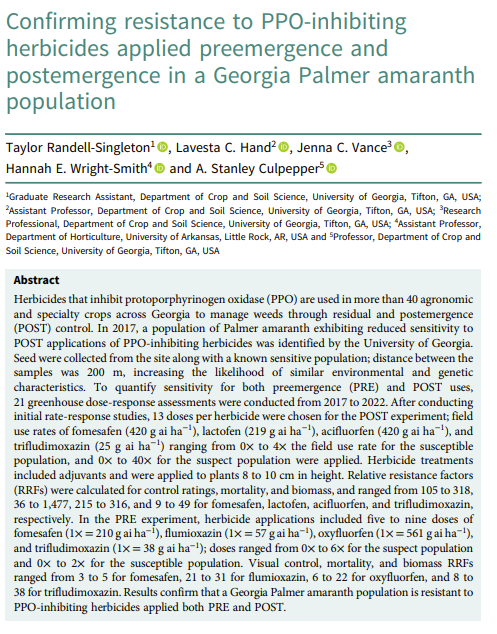 Confirming resistance to PPO-inhibiting
herbicides applied preemergence and
postemergence in a Georgia Palmer amaranth
population
Taylor Randell-Singleton¹, Lavesta C. Hand², Jenna C. Vance³,
Hannah E. Wright-Smith⁴ and A. Stanley Culpepper⁵
¹Graduate Research Assistant, Department of Crop and Soil Science, University of Georgia, Tifton, GA, USA;
²Assistant Professor, Department of Crop and Soil Science, University of Georgia, Tifton, GA, USA; ³Research
Professional, Department of Crop and Soil Science, University of Georgia, Tifton, GA, USA; ⁴Assistant Professor,
Department of Horticulture, University of Arkansas, Little Rock, AR, USA and ⁵Professor, Department of Crop and
Soil Science, University of Georgia, Tifton, GA, USA
Abstract
Herbicides that inhibit protoporphyrinogen oxidase (PPO) are used in more than 40 agronomic
and specialty crops across Georgia to manage weeds through residual and postemergence
(POST) control. In 2017, a population of Palmer amaranth exhibiting reduced sensitivity to
POST applications of PPO-inhibiting herbicides was identified by the University of Georgia.
Seed were collected from the site along with a known sensitive population; distance between the
samples was 200 m, increasing the likelihood of similar environmental and genetic
characteristics. To quantify sensitivity for both preemergence (PRE) and POST uses,
21 greenhouse dose-response assessments were conducted from 2017 to 2022. After conducting
initial rate-response studies, 13 doses per herbicide were chosen for the POST experiment; field
use rates of fomesafen (420 g ai ha⁻¹), lactofen (219 g ai ha⁻¹), acifluorfen (420 g ai ha⁻¹), and
trifludimoxazin (25 g ai ha⁻¹) ranging from 0× to 4× the field use rate for the susceptible
population, and 0× to 40× for the suspect population were applied. Herbicide treatments
included adjuvants and were applied to plants 8 to 10 cm in height. Relative resistance factors
(RRFs) were calculated for control ratings, mortality, and biomass, and ranged from 105 to 318,
36 to 1,477, 215 to 316, and 9 to 49 for fomesafen, lactofen, acifluorfen, and trifludimoxazin,
respectively. In the PRE experiment, herbicide applications included five to nine doses of
fomesafen (1× = 210 g ai ha⁻¹), flumioxazin (1× = 57 g ai ha⁻¹), oxyfluorfen (1× = 561 g ai ha⁻¹),
and trifludimoxazin (1× = 38 g ai ha⁻¹); doses ranged from 0× to 6× for the suspect population
and 0× to 2× for the susceptible population. Visual control, mortality, and biomass RRFs
ranged from 3 to 5 for fomesafen, 21 to 31 for flumioxazin, 6 to 22 for oxyfluorfen, and 8 to
38 for trifludimoxazin. Results confirm that a Georgia Palmer amaranth population is resistant to
PPO-inhibiting herbicides applied both PRE and POST.